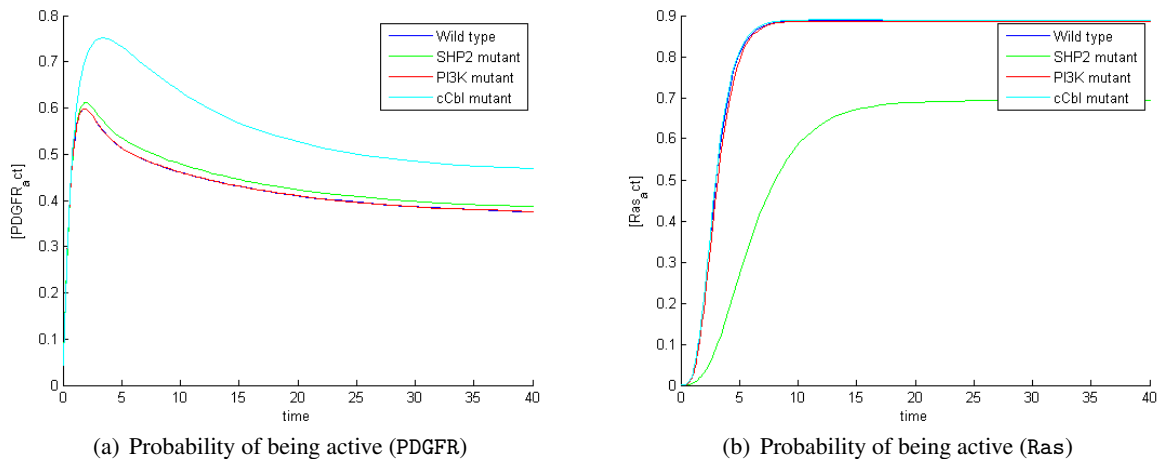 0.8
0.7
0.6
0.5
0.4
0.3
0.2
0.1
0
[PDGFR_act]
0 5 10 15 20 25 30 35 40
time
Wild type
SHP2 mutant
PI3K mutant
cCbl mutant
(a) Probability of being active (PDGFR)
0.9
0.8
0.7
0.6
0.5
0.4
0.3
0.2
0.1
0
[Ras_act]
0 5 10 15 20 25 30 35 40
time
Wild type
SHP2 mutant
PI3K mutant
cCbl mutant
(b) Probability of being active (Ras)